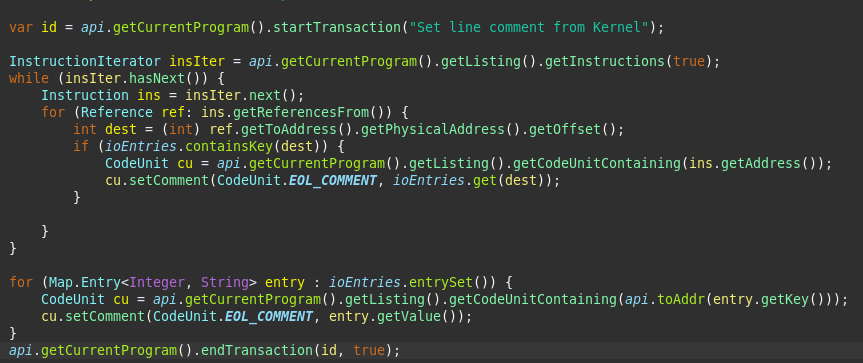 var id = api.getCurrentProgram().startTransaction("Set line comment from Kernel");
InstructionIterator insIter = api.getCurrentProgram().getListing().getInstructions(true);
while (insIter.hasNext()) {
    Instruction ins = insIter.next();
    for (Reference ref: ins.getReferencesFrom()) {
        int dest = (int) ref.getToAddress().getPhysicalAddress().getOffset();
        if (ioEntries.containsKey(dest)) {
            CodeUnit cu = api.getCurrentProgram().getListing().getCodeUnitContaining(ins.getAddress());
            cu.setComment(CodeUnit.EOL_COMMENT, ioEntries.get(dest));
        }
    }
}
for (Map.Entry<Integer, String> entry : ioEntries.entrySet()) {
    CodeUnit cu = api.getCurrentProgram().getListing().getCodeUnitContaining(api.toAddr(entry.getKey()));
    cu.setComment(CodeUnit.EOL_COMMENT, entry.getValue());
}
api.getCurrentProgram().endTransaction(id, true);